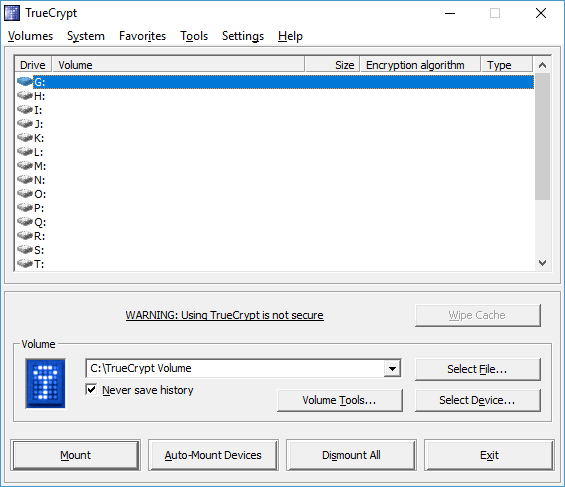 TrueCrypt
Volumes System Favorites Tools Settings Help
Drive Volume Size Encryption algorithm Type
G:
H:
I:
J:
K:
L:
M:
N:
O:
P:
Q:
R:
S:
T:
WARNING: Using TrueCrypt is not secure
Wipe Cache
Volume
C:\TrueCrypt Volume
Select File...
Never save history
Volume Tools...
Select Device...
Mount
Auto-Mount Devices
Dismount All
Exit